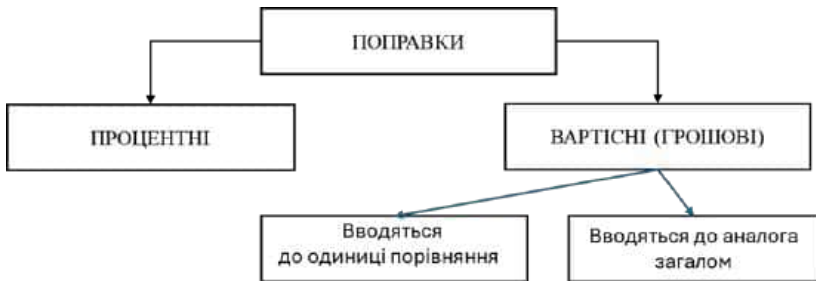 ПОПРАВКИ
ПРОЦЕНТНІ
ВАРТІСНІ (ГРОШОВІ)
Вводяться
до одиниці порівняння
Вводяться до аналога
загалом